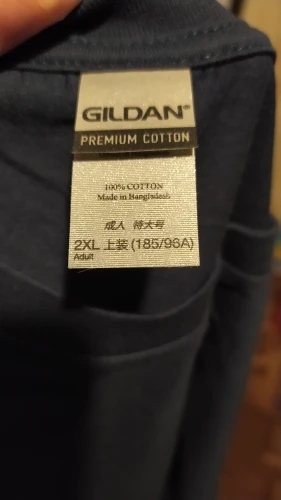 GILDAN®
PREMIUM COTTON
100% COTTON
Made in Bangladesh
成人 特大号
2XL 上装 (185/96A)
Adult